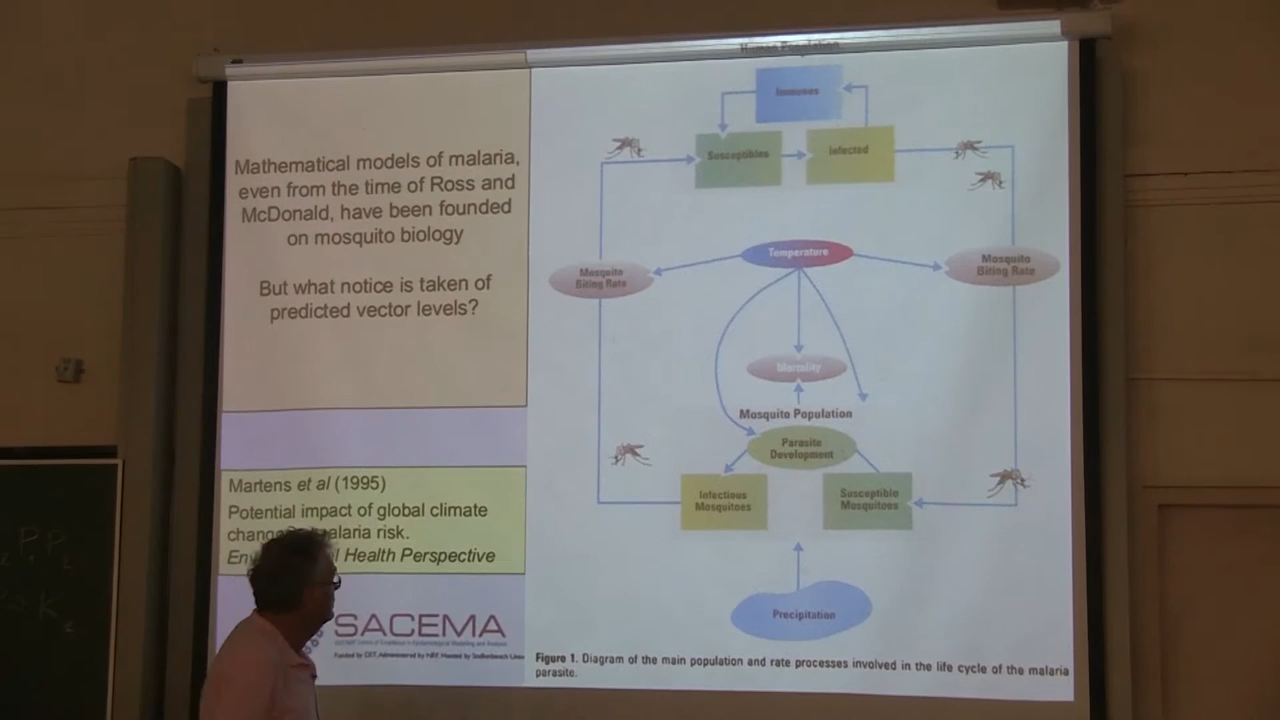 Mathematical models of malaria,
even from the time of Ross and
McDonald, have been founded
on mosquito biology
But what notice is taken of
predicted vector levels?
Martens et al (1995)
Potential impact of global climate
alaria risk.
l Health Perspective
SACEMA
Human Population
Immunes
Susceptibles
Infected
Temperature
Mosquito
Biting Rate
Mosquito
Biting Rate
Mortality
Mosquito Population
Parasite
Development
Infectious
Mosquitoes
Susceptible
Mosquitoes
Precipitation
Figure 1. Diagram of the main population and rate processes involved in the life cycle of the malaria
parasite.